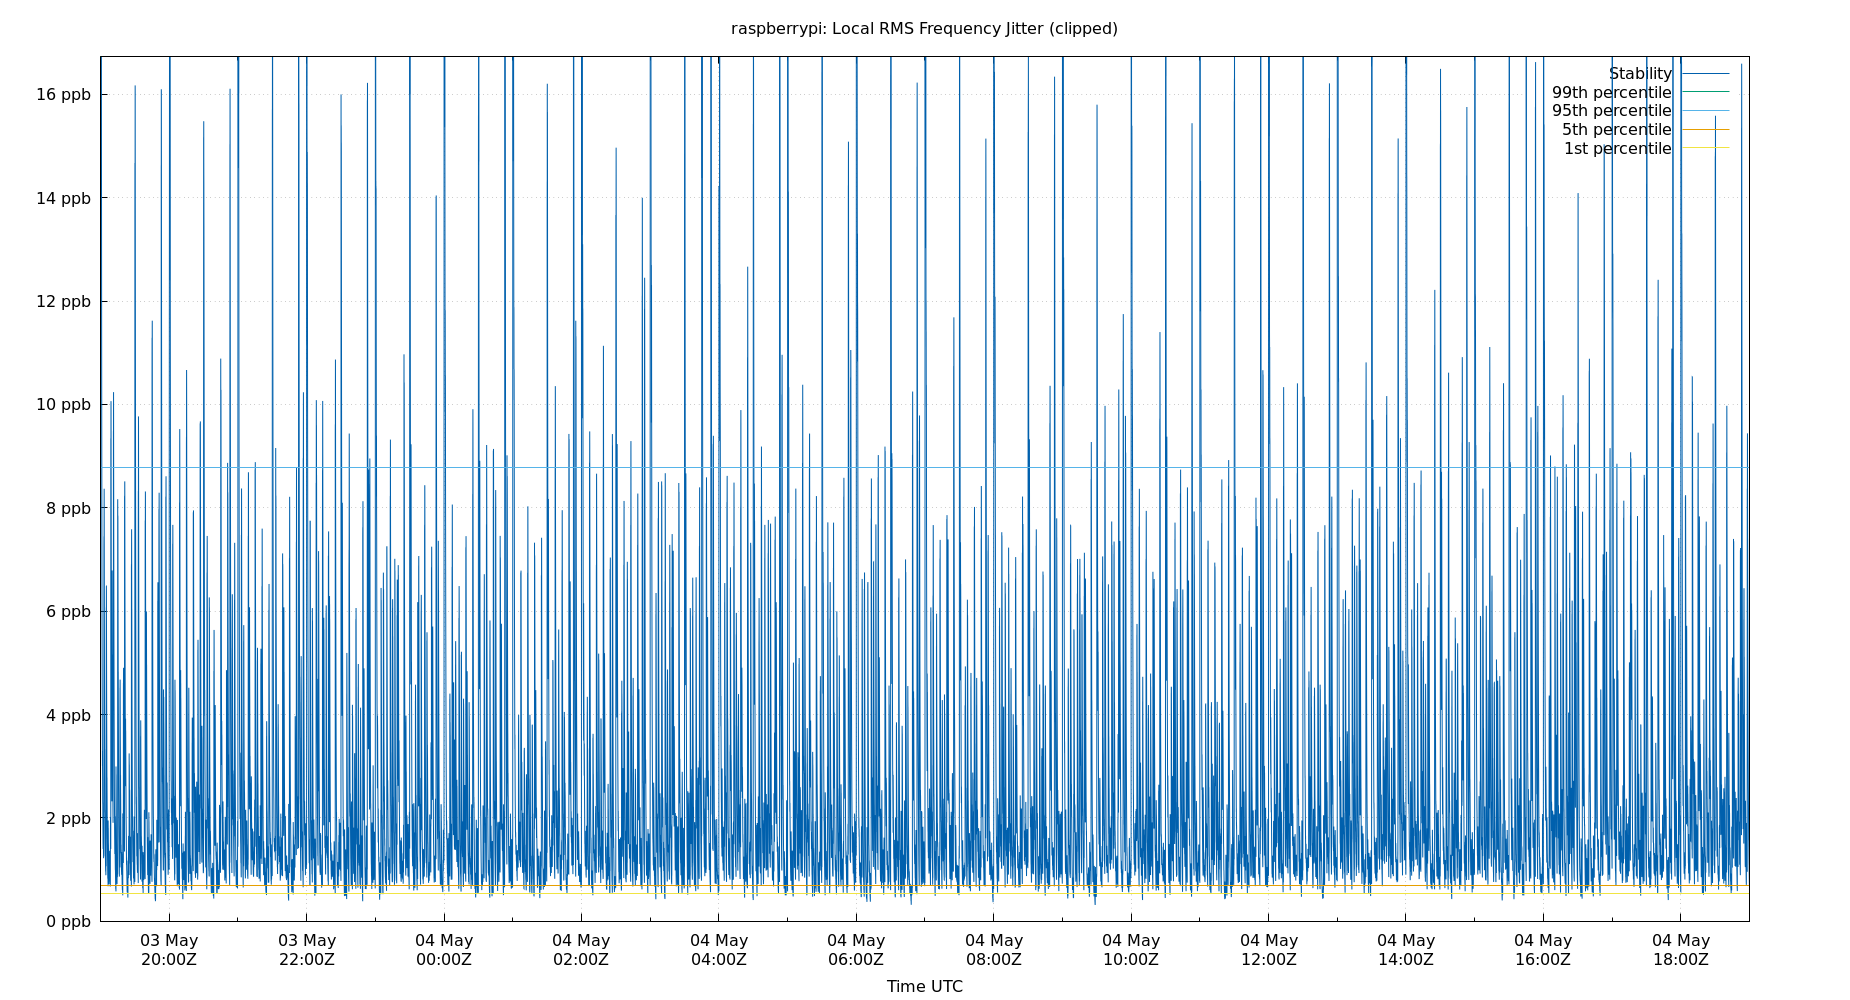 raspberrypi: Local RMS Frequency Jitter (clipped)
Stability
99th percentile
95th percentile
5th percentile
1st percentile
16 ppb
14 ppb
12 ppb
10 ppb
8 ppb
6 ppb
4 ppb
2 ppb
0 ppb
03 May 03 May 04 May 04 May 04 May 04 May 04 May 04 May 04 May 04 May 04 May 04 May
20:00Z 22:00Z 00:00Z 02:00Z 04:00Z 06:00Z 08:00Z 10:00Z 12:00Z 14:00Z 16:00Z 18:00Z
Time UTC